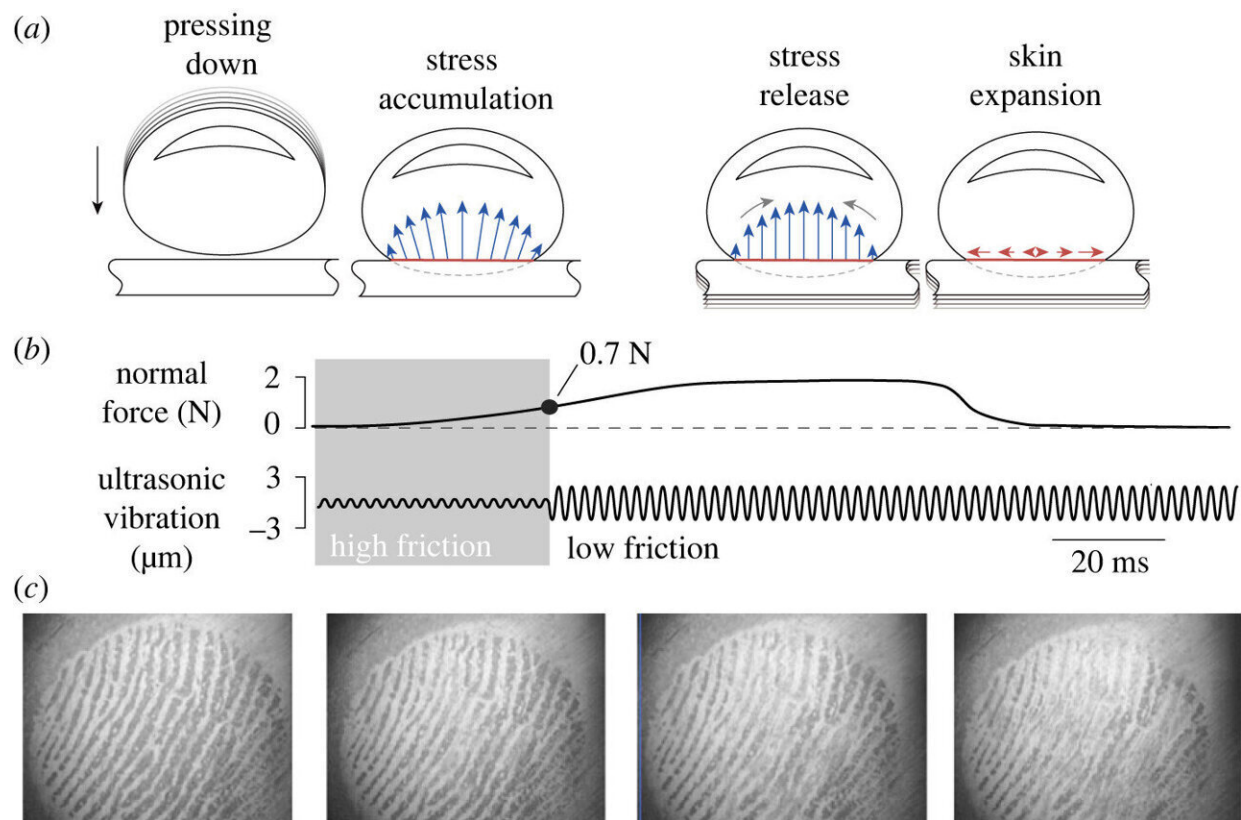 (a)
pressing
down
stress
accumulation
stress
release
skin
expansion
(b)
normal
force (N)
2
0
0.7 N
ultrasonic
vibration
(μm)
3
–3
high friction
low friction
20 ms
(c)